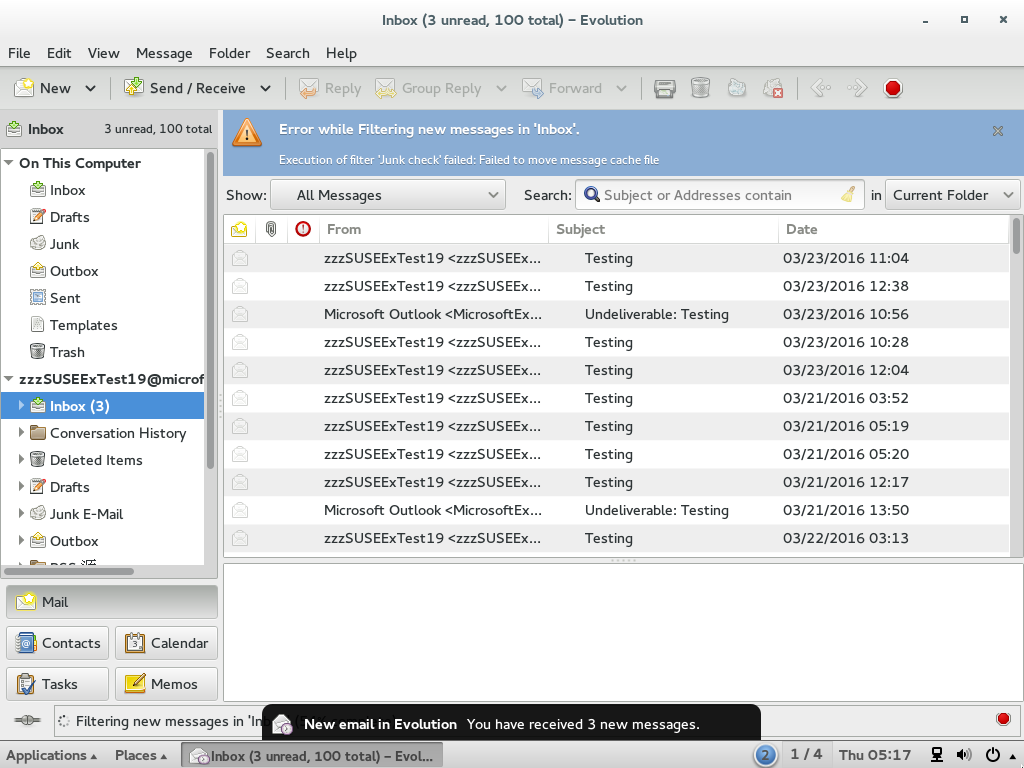 Inbox (3 unread, 100 total) – Evolution
File Edit View Message Folder Search Help
New Send / Receive Reply Group Reply Forward
Inbox 3 unread, 100 total
Error while Filtering new messages in 'Inbox'.
Execution of filter 'Junk check' failed: Failed to move message cache file
Show: All Messages Search: Subject or Addresses contain in Current Folder
On This Computer
Inbox
Drafts
Junk
Outbox
Sent
Templates
Trash
zzzSUSEExTest19@microf
Inbox (3)
Conversation History
Deleted Items
Drafts
Junk E-Mail
Outbox
From Subject Date
zzzSUSEExTest19 <zzzSUSEEx... Testing 03/23/2016 11:04
zzzSUSEExTest19 <zzzSUSEEx... Testing 03/23/2016 12:38
Microsoft Outlook <MicrosoftEx... Undeliverable: Testing 03/23/2016 10:56
zzzSUSEExTest19 <zzzSUSEEx... Testing 03/23/2016 10:28
zzzSUSEExTest19 <zzzSUSEEx... Testing 03/23/2016 12:04
zzzSUSEExTest19 <zzzSUSEEx... Testing 03/21/2016 03:52
zzzSUSEExTest19 <zzzSUSEEx... Testing 03/21/2016 05:19
zzzSUSEExTest19 <zzzSUSEEx... Testing 03/21/2016 05:20
zzzSUSEExTest19 <zzzSUSEEx... Testing 03/21/2016 12:17
Microsoft Outlook <MicrosoftEx... Undeliverable: Testing 03/21/2016 13:50
zzzSUSEExTest19 <zzzSUSEEx... Testing 03/22/2016 03:13
Mail
Contacts Calendar
Tasks Memos
Filtering new messages in 'In
New email in Evolution You have received 3 new messages.
Applications Places Inbox (3 unread, 100 total) – Evol... 2 1 / 4 Thu 05:17